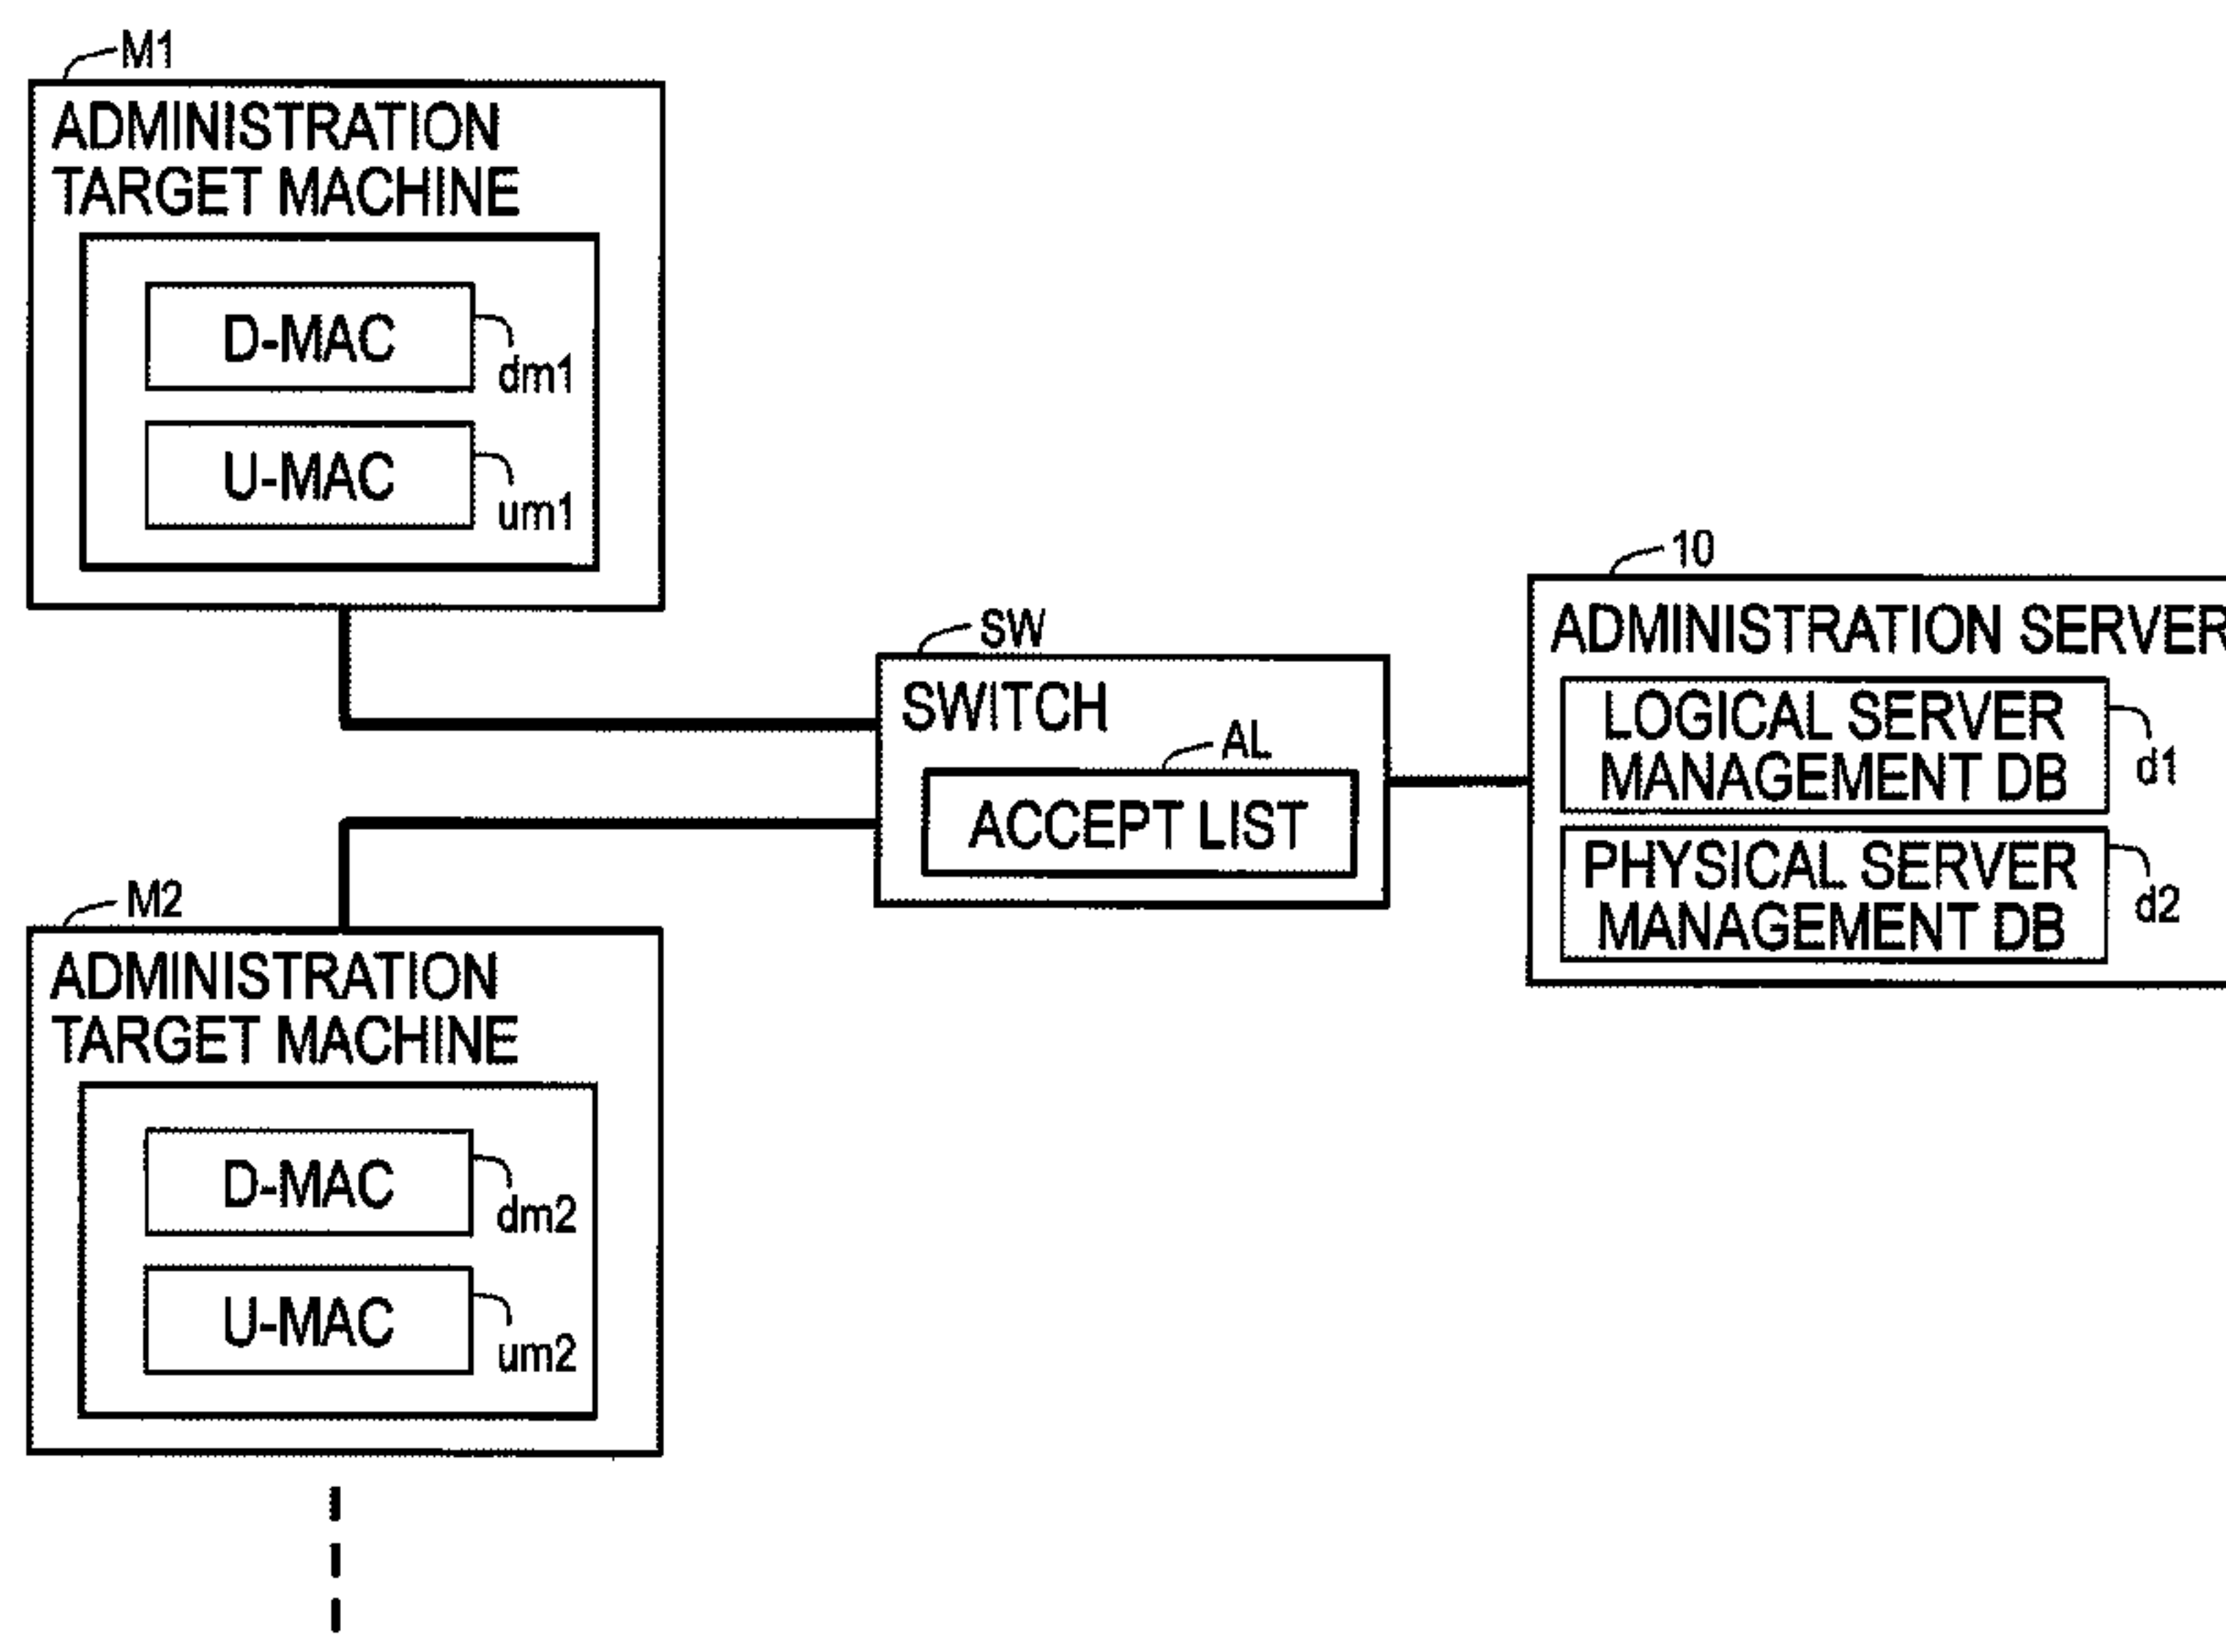 M1
ADMINISTRATION
TARGET MACHINE
D-MAC
dm1
U-MAC
um1
10
ADMINISTRATION SERVER
LOGICAL SERVER
MANAGEMENT DB
d1
PHYSICAL SERVER
MANAGEMENT DB
d2
SW
SWITCH
AL
ACCEPT LIST
M2
ADMINISTRATION
TARGET MACHINE
D-MAC
dm2
U-MAC
um2